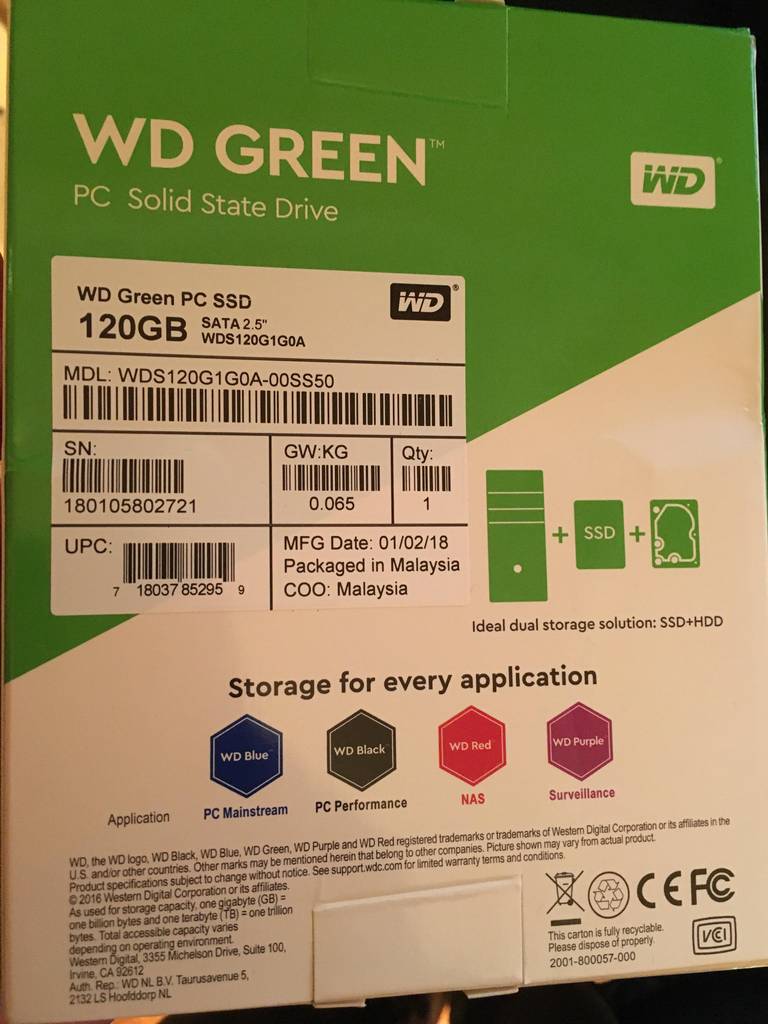 WD GREEN™
PC Solid State Drive
WD®
WD Green PC SSD
120GB SATA 2.5"
WDS120G1G0A
WD®
MDL: WDS120G1G0A-00SS50
SN:
180105802721
GW:KG
0.065
Qty:
1
UPC:
7 18037 85295 9
MFG Date: 01/02/18
Packaged in Malaysia
COO: Malaysia
+ SSD +
Ideal dual storage solution: SSD+HDD
Storage for every application
WD Blue™
WD Black™
WD Red™
WD Purple™
Application
PC Mainstream
PC Performance
NAS
Surveillance
WD, the WD logo, WD Black, WD Blue, WD Green, WD Purple and WD Red registered trademarks or trademarks of Western Digital Corporation or its affiliates in the
U.S. and/or other countries. Other marks may be mentioned herein that belong to other companies. Picture shown may vary from actual product.
Product specifications subject to change without notice. See support.wdc.com for limited warranty terms and conditions.
© 2016 Western Digital Corporation or its affiliates.
As used for storage capacity, one gigabyte (GB) =
one billion bytes and one terabyte (TB) = one trillion
bytes. Total accessible capacity varies
depending on operating environment.
Western Digital, 3355 Michelson Drive, Suite 100,
Irvine, CA 92612
Auth. Rep.: WD NL B.V. Taurusavenue 5,
2132 LS Hoofddorp NL
CE FC
This carton is fully recyclable.
Please dispose of properly.
2001-800057-000
VCI